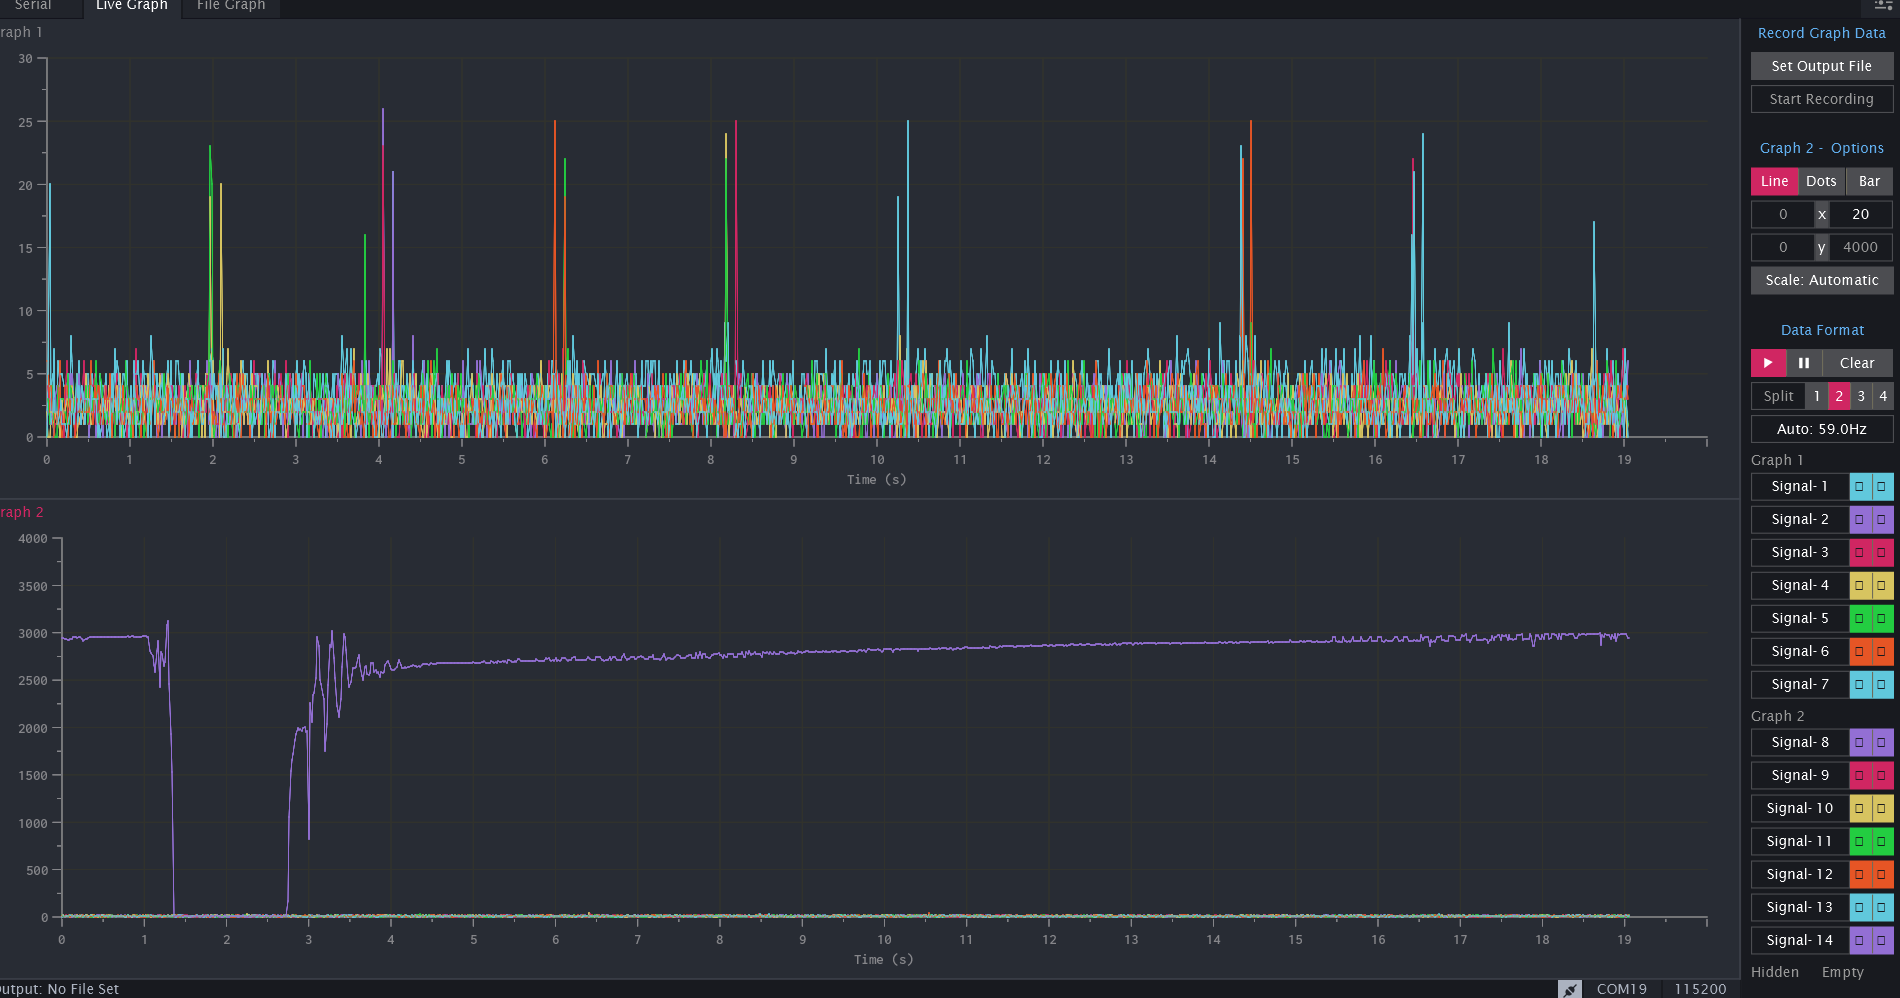 Serial Live Graph File Graph
raph 1
30
25
20
15
10
5
0
0 1 2 3 4 5 6 7 8 9 10 11 12 13 14 15 16 17 18 19
Time (s)
raph 2
4000
3500
3000
2500
2000
1500
1000
500
0
0 1 2 3 4 5 6 7 8 9 10 11 12 13 14 15 16 17 18 19
Time (s)
Record Graph Data
Set Output File
Start Recording
Graph 2 - Options
Line Dots Bar
0 x 20
0 y 4000
Scale: Automatic
Data Format
Clear
Split 1 2 3 4
Auto: 59.0Hz
Graph 1
Signal- 1
Signal- 2
Signal- 3
Signal- 4
Signal- 5
Signal- 6
Signal- 7
Graph 2
Signal- 8
Signal- 9
Signal- 10
Signal- 11
Signal- 12
Signal- 13
Signal- 14
Hidden Empty
utput: No File Set COM19 115200